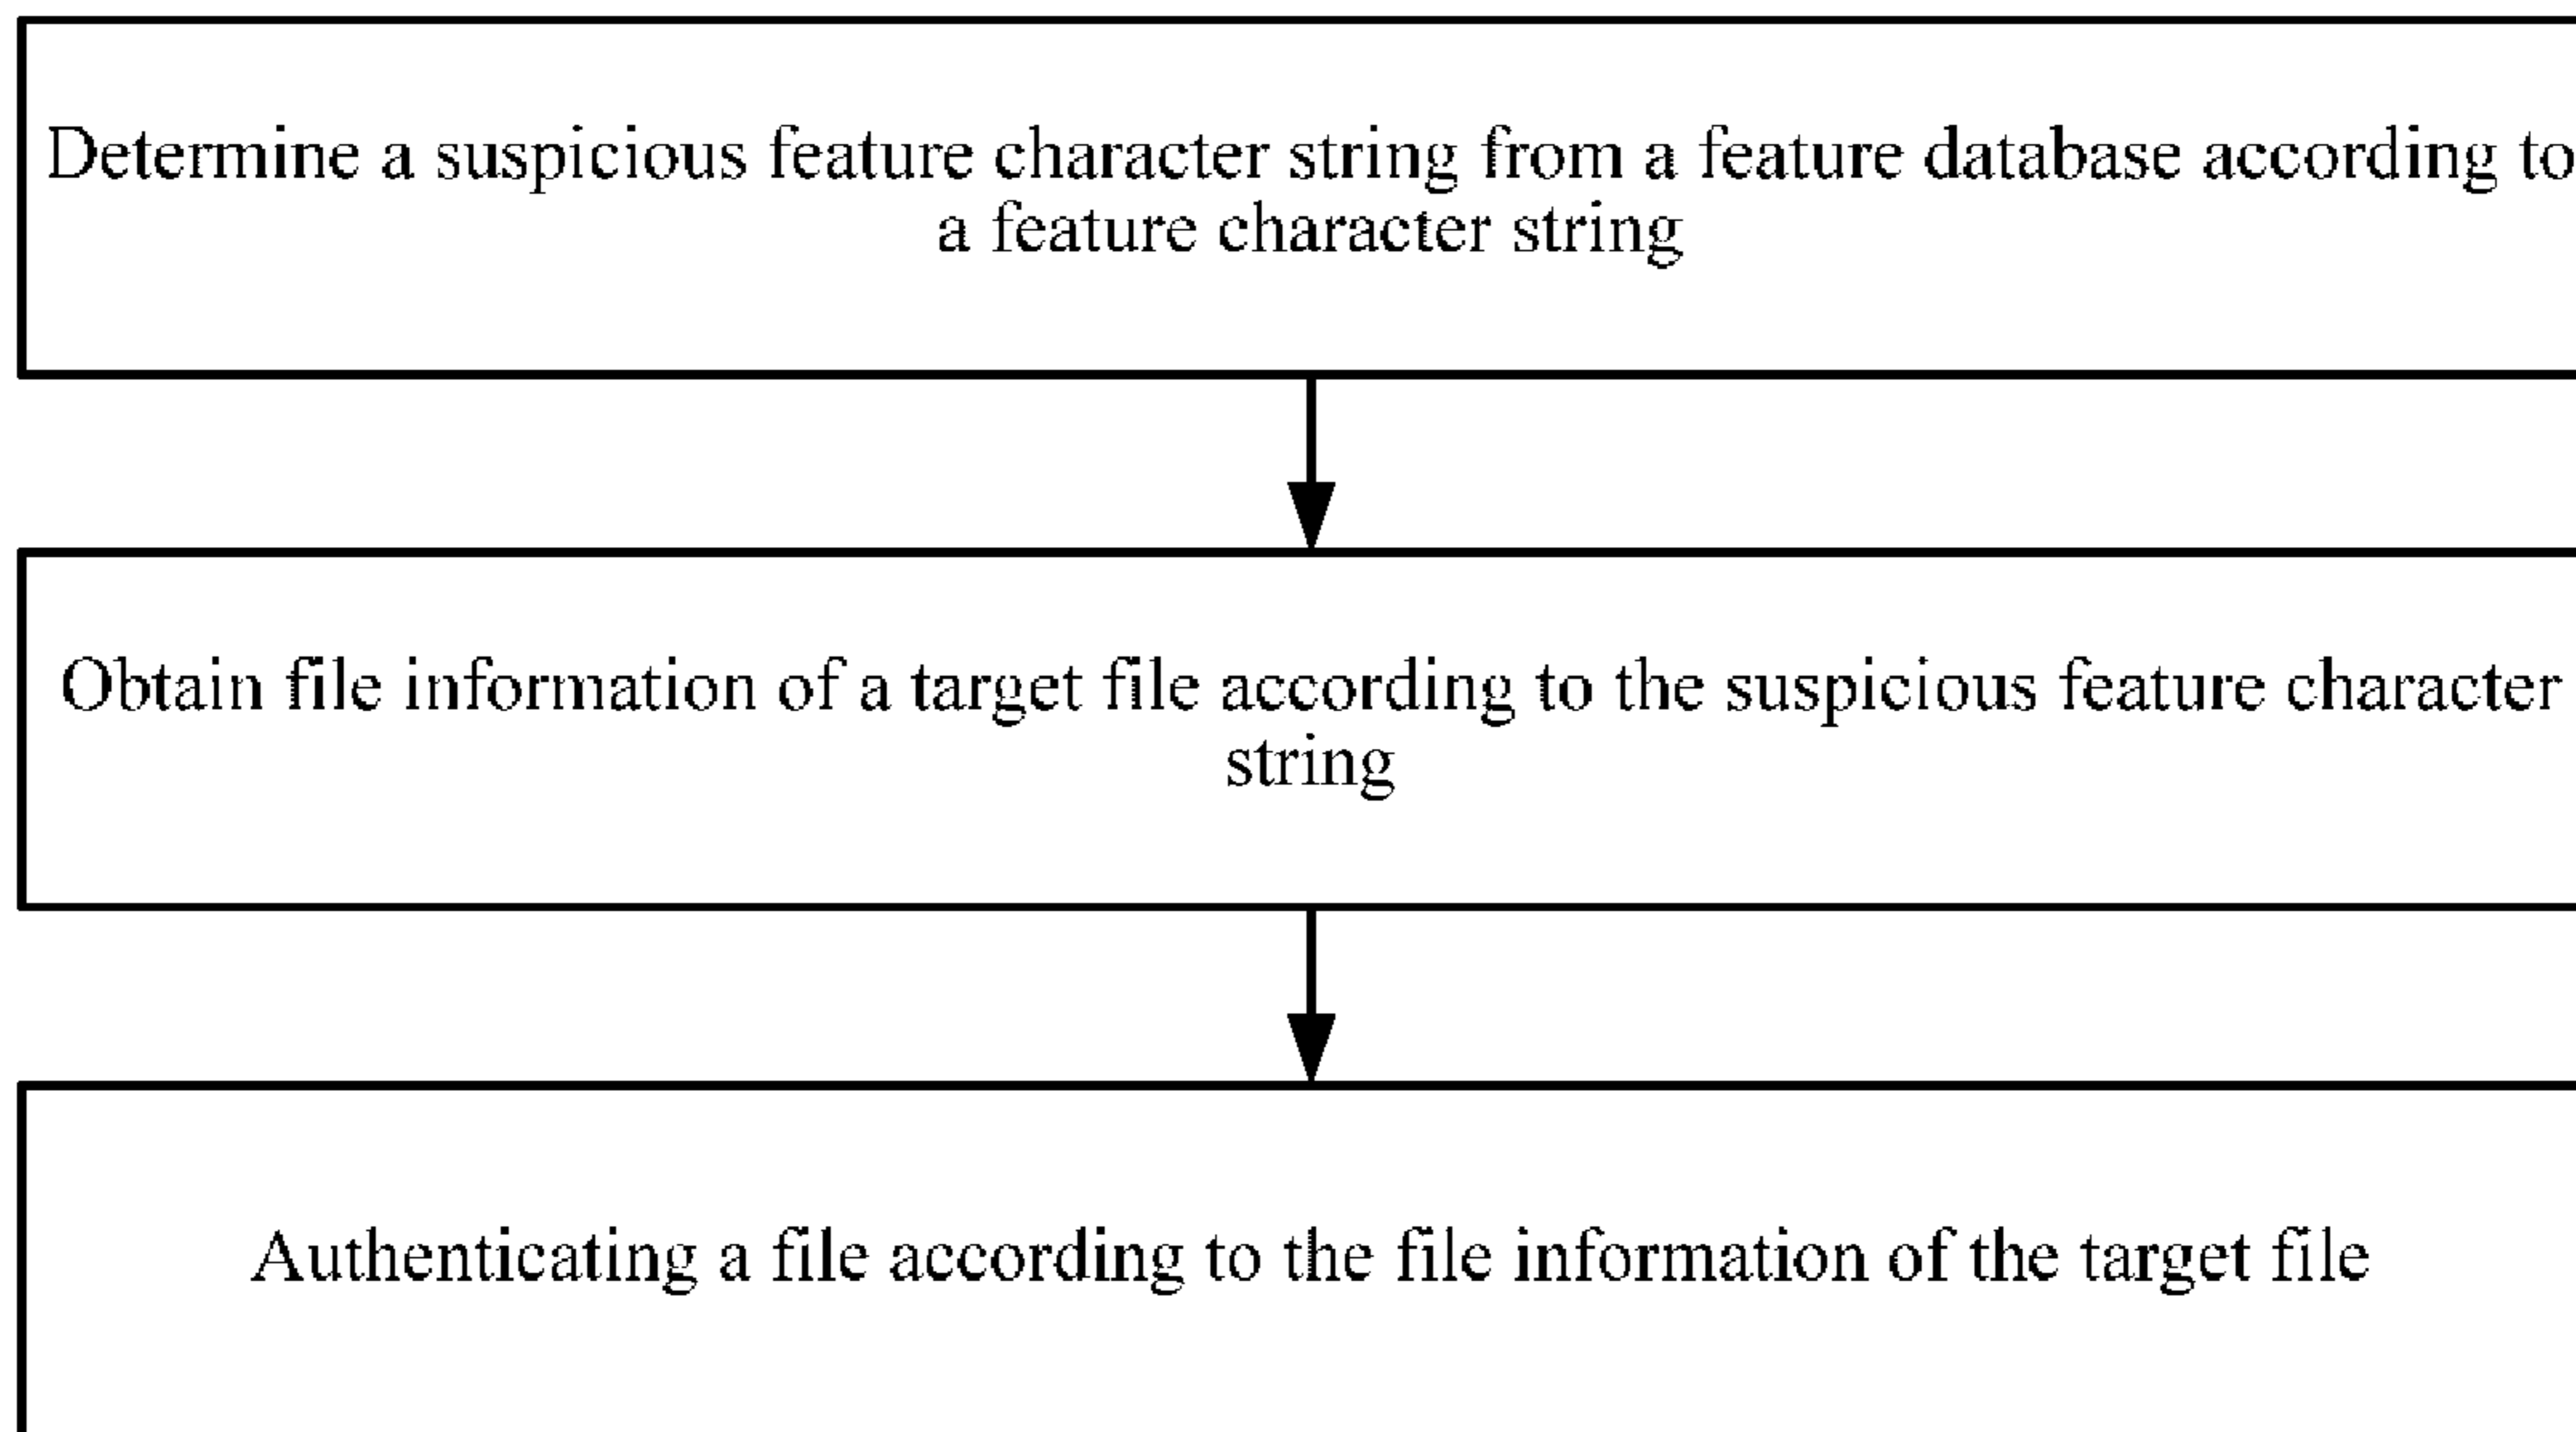 Determine a suspicious feature character string from a feature database according to
a feature character string
Obtain file information of a target file according to the suspicious feature character
string
Authenticating a file according to the file information of the target file